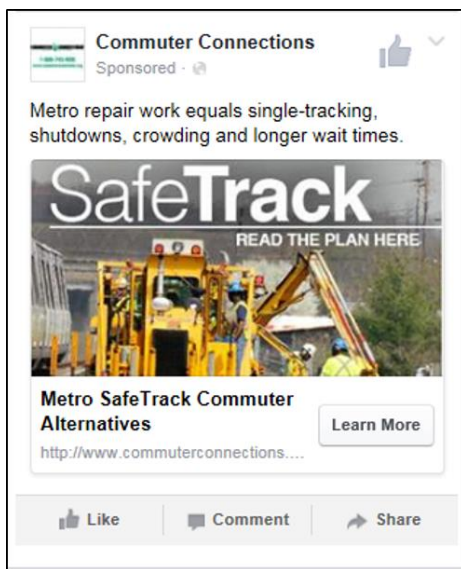 Commuter Connections
Sponsored ·
Metro repair work equals single-tracking,
shutdowns, crowding and longer wait times.
SafeTrack
READ THE PLAN HERE
Metro SafeTrack Commuter
Alternatives
Learn More
http://www.commuterconnections....
Like
Comment
Share